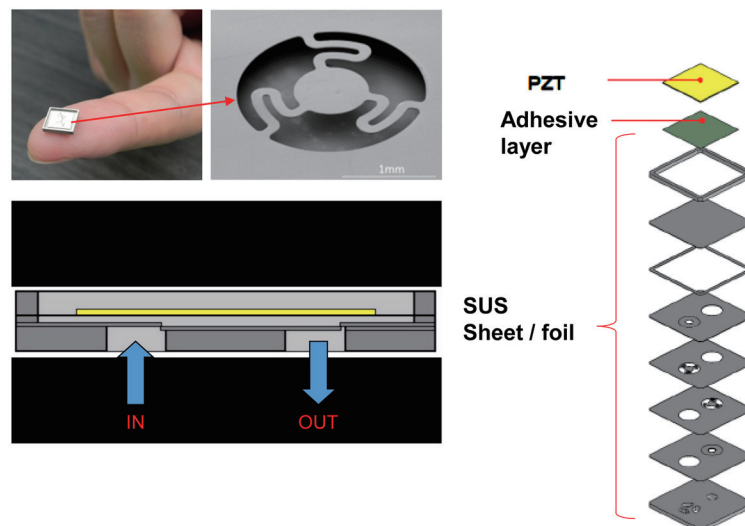 1mm
PZT
Adhesive
layer
SUS
Sheet / foil
IN
OUT